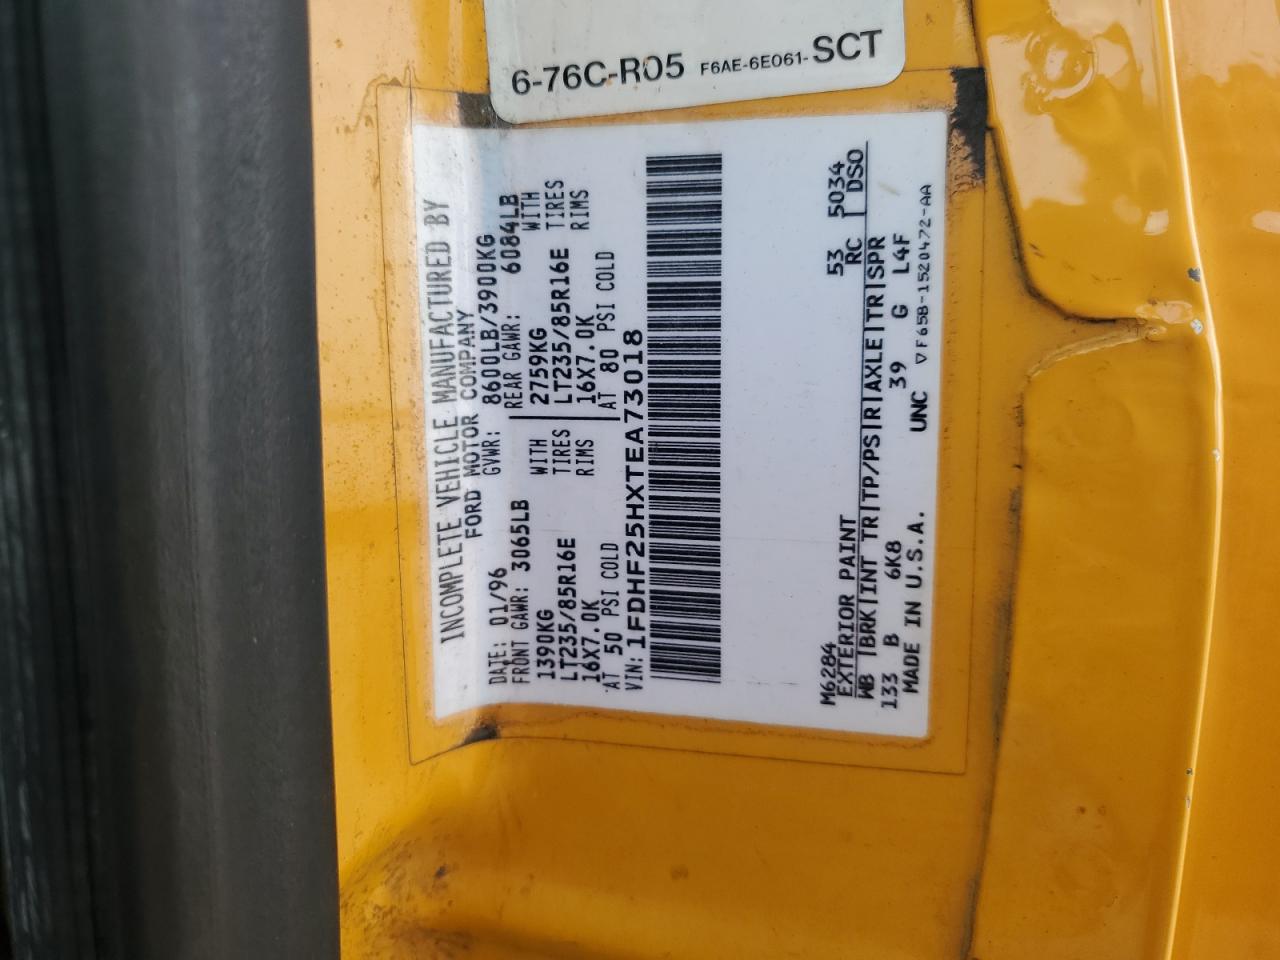 6-76C-R05 F6AE-6E061-SCT
INCOMPLETE VEHICLE MANUFACTURED BY
FORD MOTOR COMPANY
DATE: 01/96 GVWR: 8600LB/3900KG
FRONT GAWR: 3065LB REAR GAWR: 6084LB
1390KG WITH 2759KG WITH
LT235/85R16E TIRES LT235/85R16E TIRES
16X7.0K RIMS 16X7.0K RIMS
AT 50 PSI COLD AT 80 PSI COLD
VIN: 1FDHF25HXTEA73018
M6284 53 5034
EXTERIOR PAINT RC DSO
WB |BRK|INT TR|TP/PS|R|AXLE|TR|SPR
133 B 6K8 39 G L4F
MADE IN U.S.A. UNC ▽F65B-1520472-AA